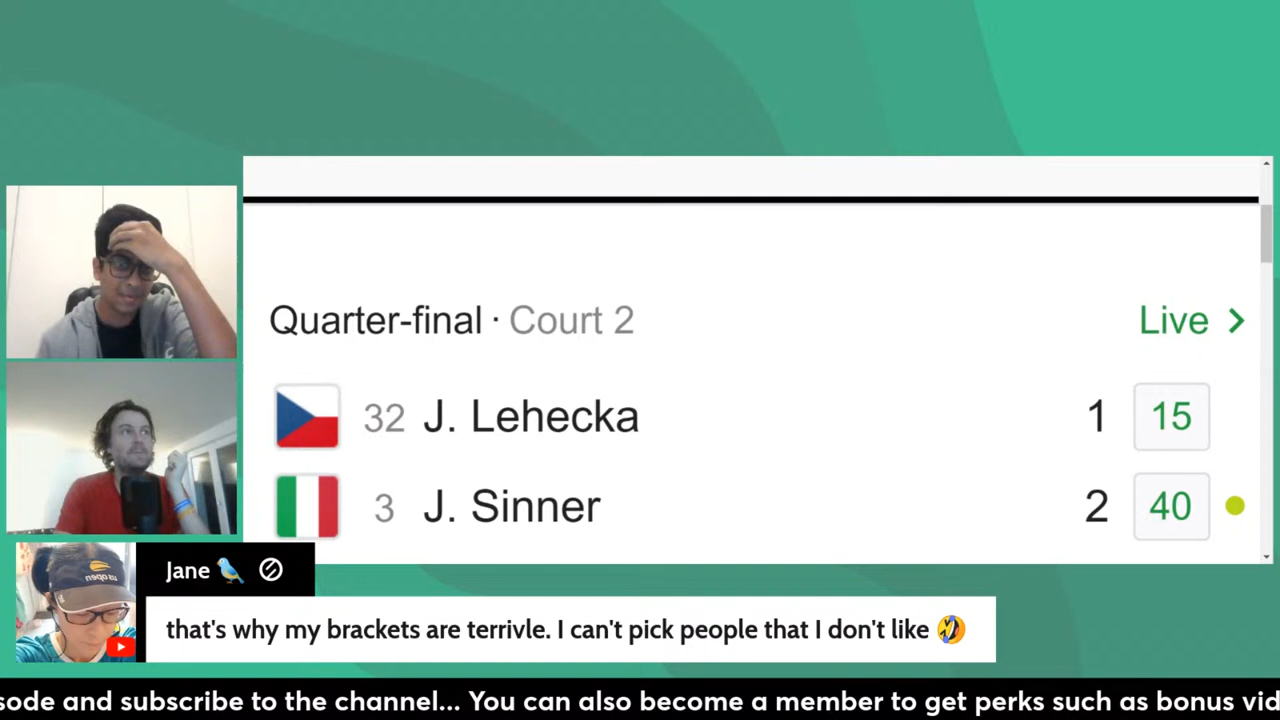 Quarter-final · Court 2
Live >
32 J. Lehecka 1 15
3 J. Sinner 2 40
Jane
that's why my brackets are terrivle. I can't pick people that I don't like 🤣
sode and subscribe to the channel... You can also become a member to get perks such as bonus vid